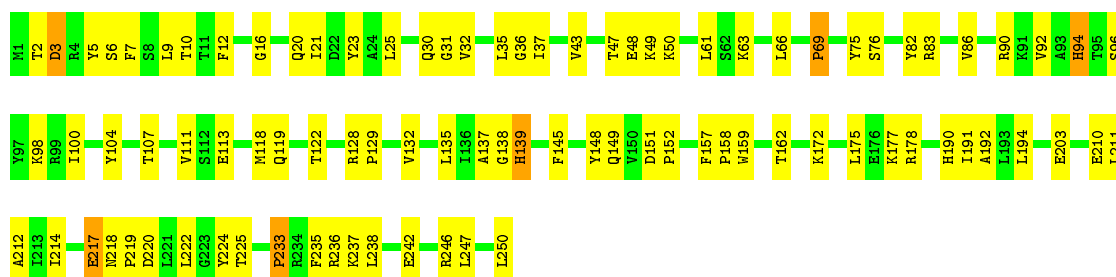 M1 T2 D3 R4 Y5 S6 F7 S8 L9 T10 T11 F12 G16 Q20 I21 D22 Y23 A24 L25 Q30 G31 V32 L35 G36 I37 V43 T47 E48 K49 K50 L61 S62 K63 L66 P69 Y75 S76 Y82 R83 V86 R90 K91 V92 A93 H94 T95 S96
Y97 K98 R99 I100 Y104 T107 V111 S112 E113 M118 Q119 T122 R128 P129 V132 L135 I136 A137 G138 H139 F145 Y148 Q149 V150 D151 P152 F157 P158 W159 T162 K172 L175 E176 K177 R178 H190 I191 A192 L193 L194 E203 E210 L211
A212 I213 I214 E217 N218 P219 D220 L221 L222 G223 Y224 T225 P233 R234 F235 R236 K237 L238 E242 R246 L247 L250